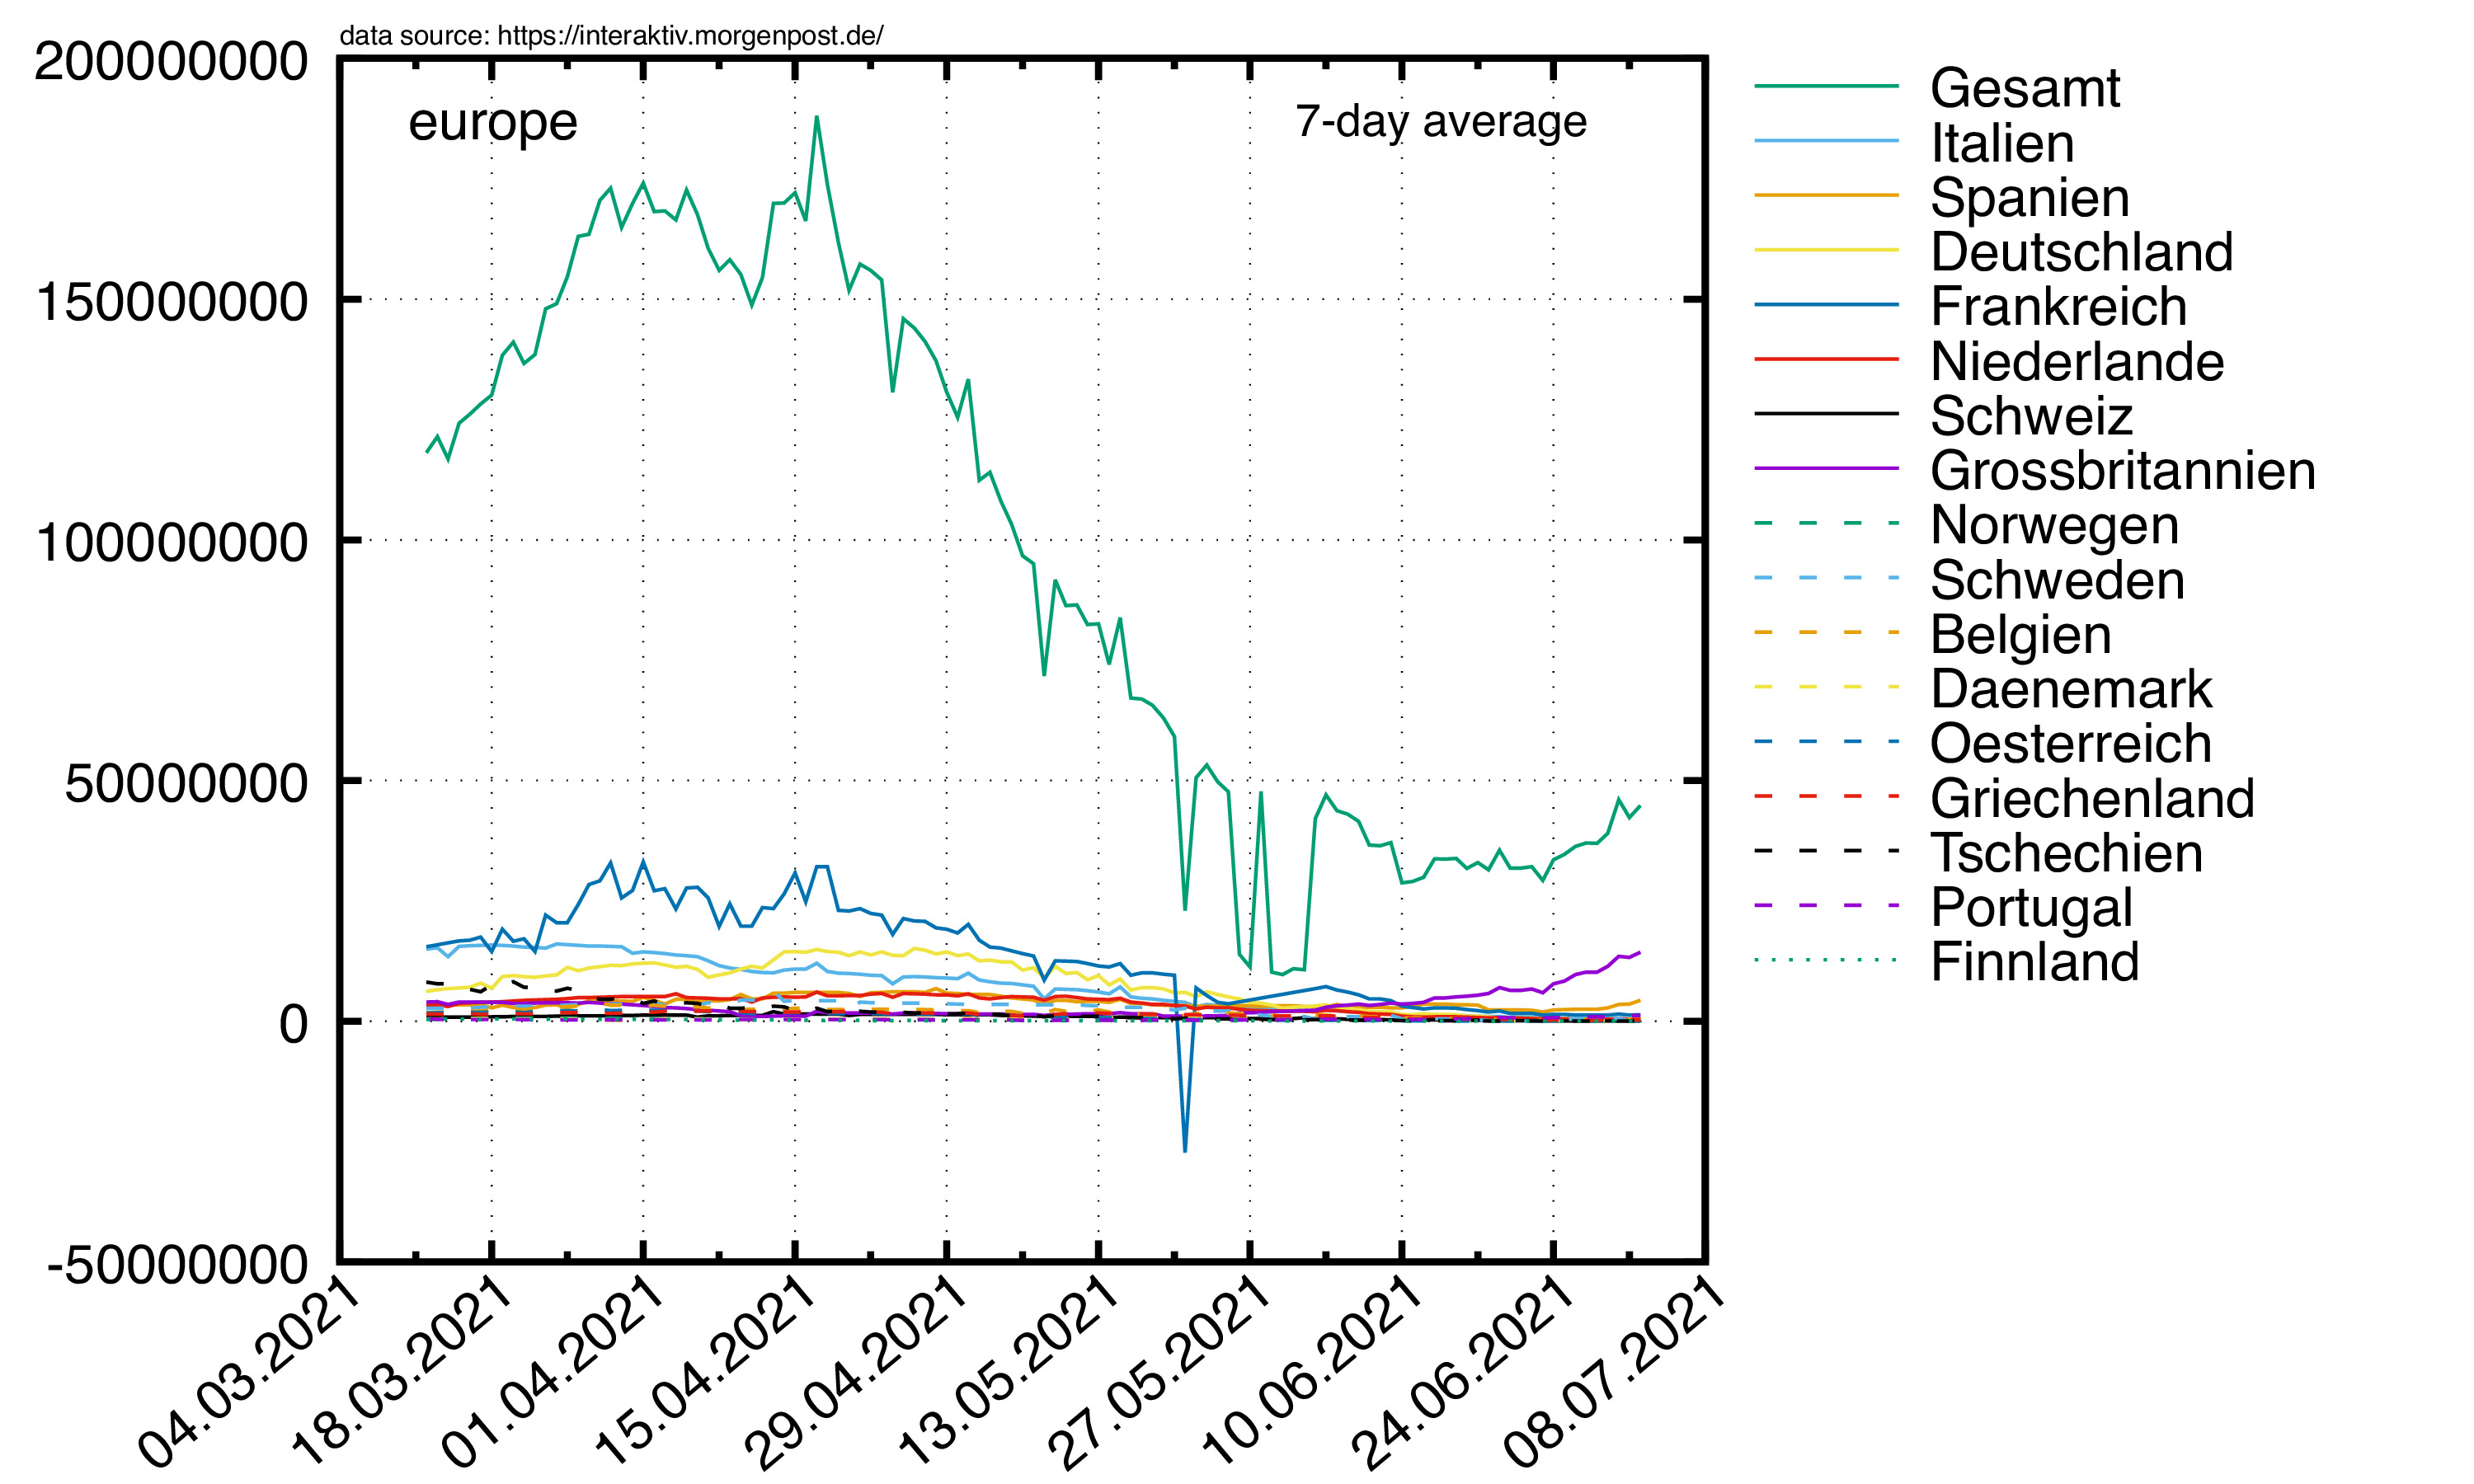 data source: https://interaktiv.morgenpost.de/
europe
7-day average
200000000
150000000
100000000
50000000
0
-50000000
04.03.2021
18.03.2021
01.04.2021
15.04.2021
29.04.2021
13.05.2021
27.05.2021
10.06.2021
24.06.2021
08.07.2021
Gesamt
Italien
Spanien
Deutschland
Frankreich
Niederlande
Schweiz
Grossbritannien
Norwegen
Schweden
Belgien
Daenemark
Oesterreich
Griechenland
Tschechien
Portugal
Finnland